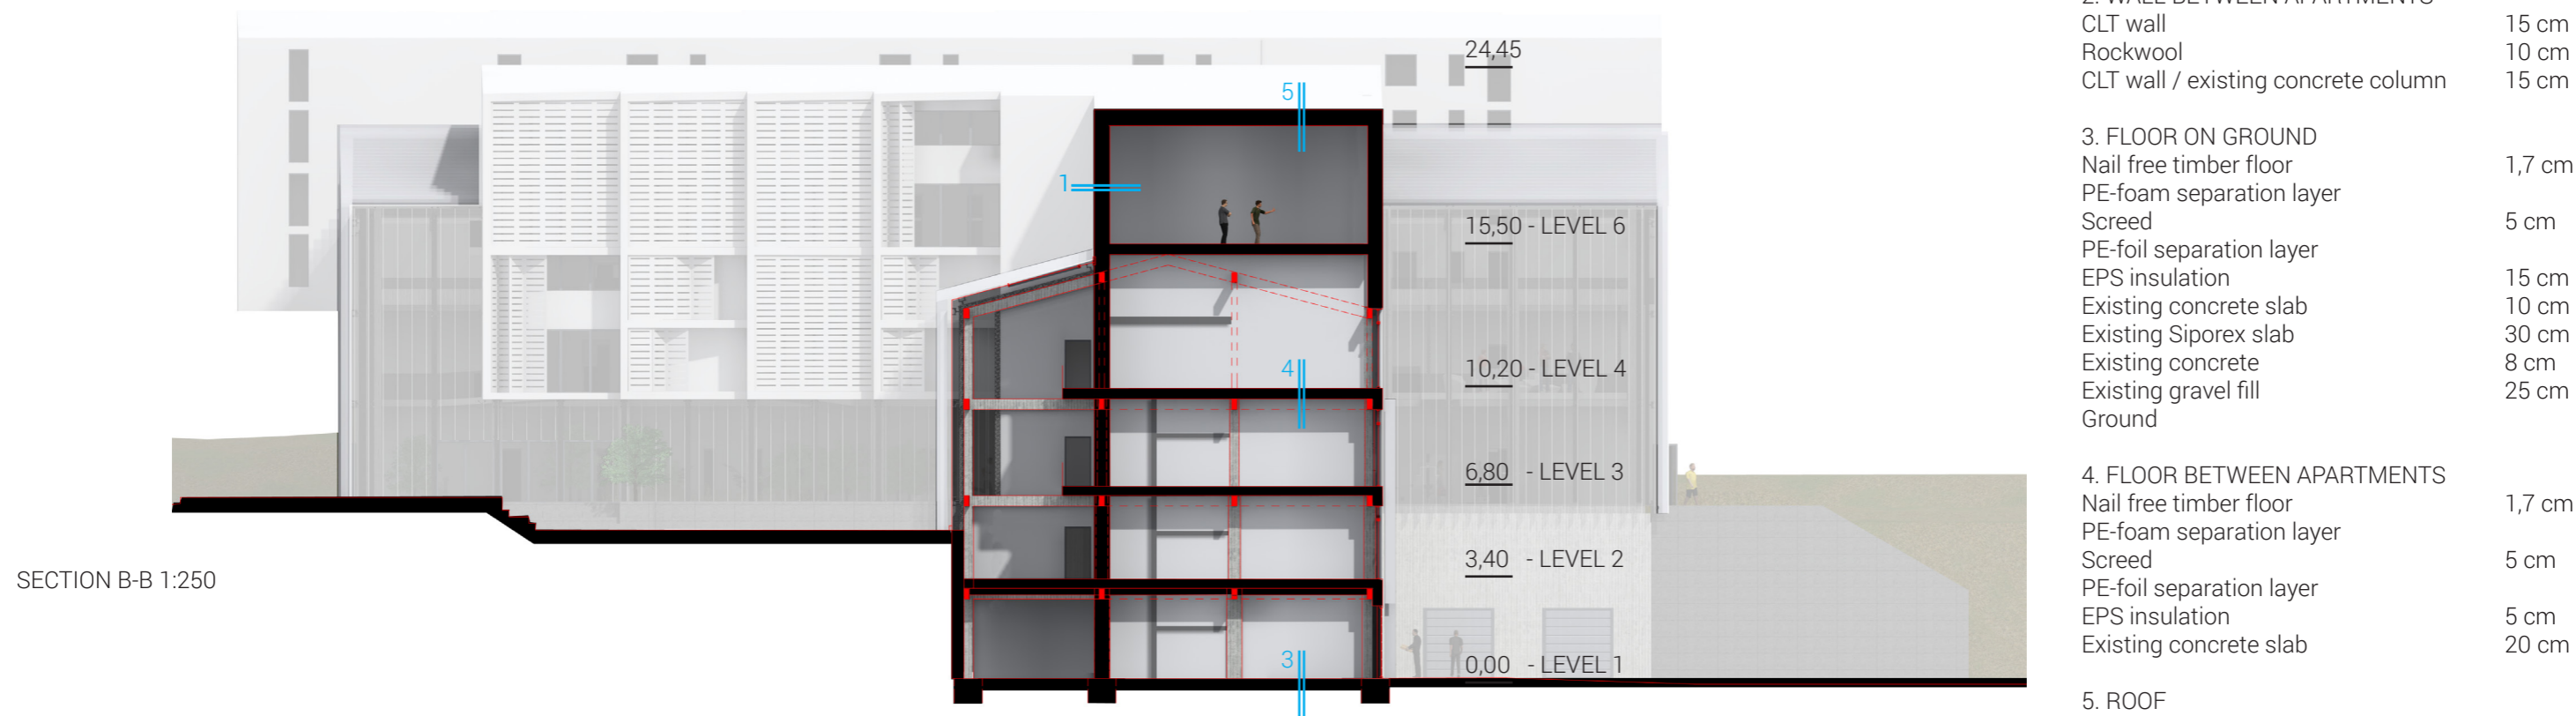 24,45
5
1
15,50 - LEVEL 6
4
10,20 - LEVEL 4
6,80 - LEVEL 3
3,40 - LEVEL 2
SECTION B-B 1:250
3
0,00 - LEVEL 1
2. WALL BETWEEN APARTMENTS
CLT wall 15 cm
Rockwool 10 cm
CLT wall / existing concrete column 15 cm
3. FLOOR ON GROUND
Nail free timber floor 1,7 cm
PE-foam separation layer
Screed 5 cm
PE-foil separation layer
EPS insulation 15 cm
Existing concrete slab 10 cm
Existing Siporex slab 30 cm
Existing concrete 8 cm
Existing gravel fill 25 cm
Ground
4. FLOOR BETWEEN APARTMENTS
Nail free timber floor 1,7 cm
PE-foam separation layer
Screed 5 cm
PE-foil separation layer
EPS insulation 5 cm
Existing concrete slab 20 cm
5. ROOF